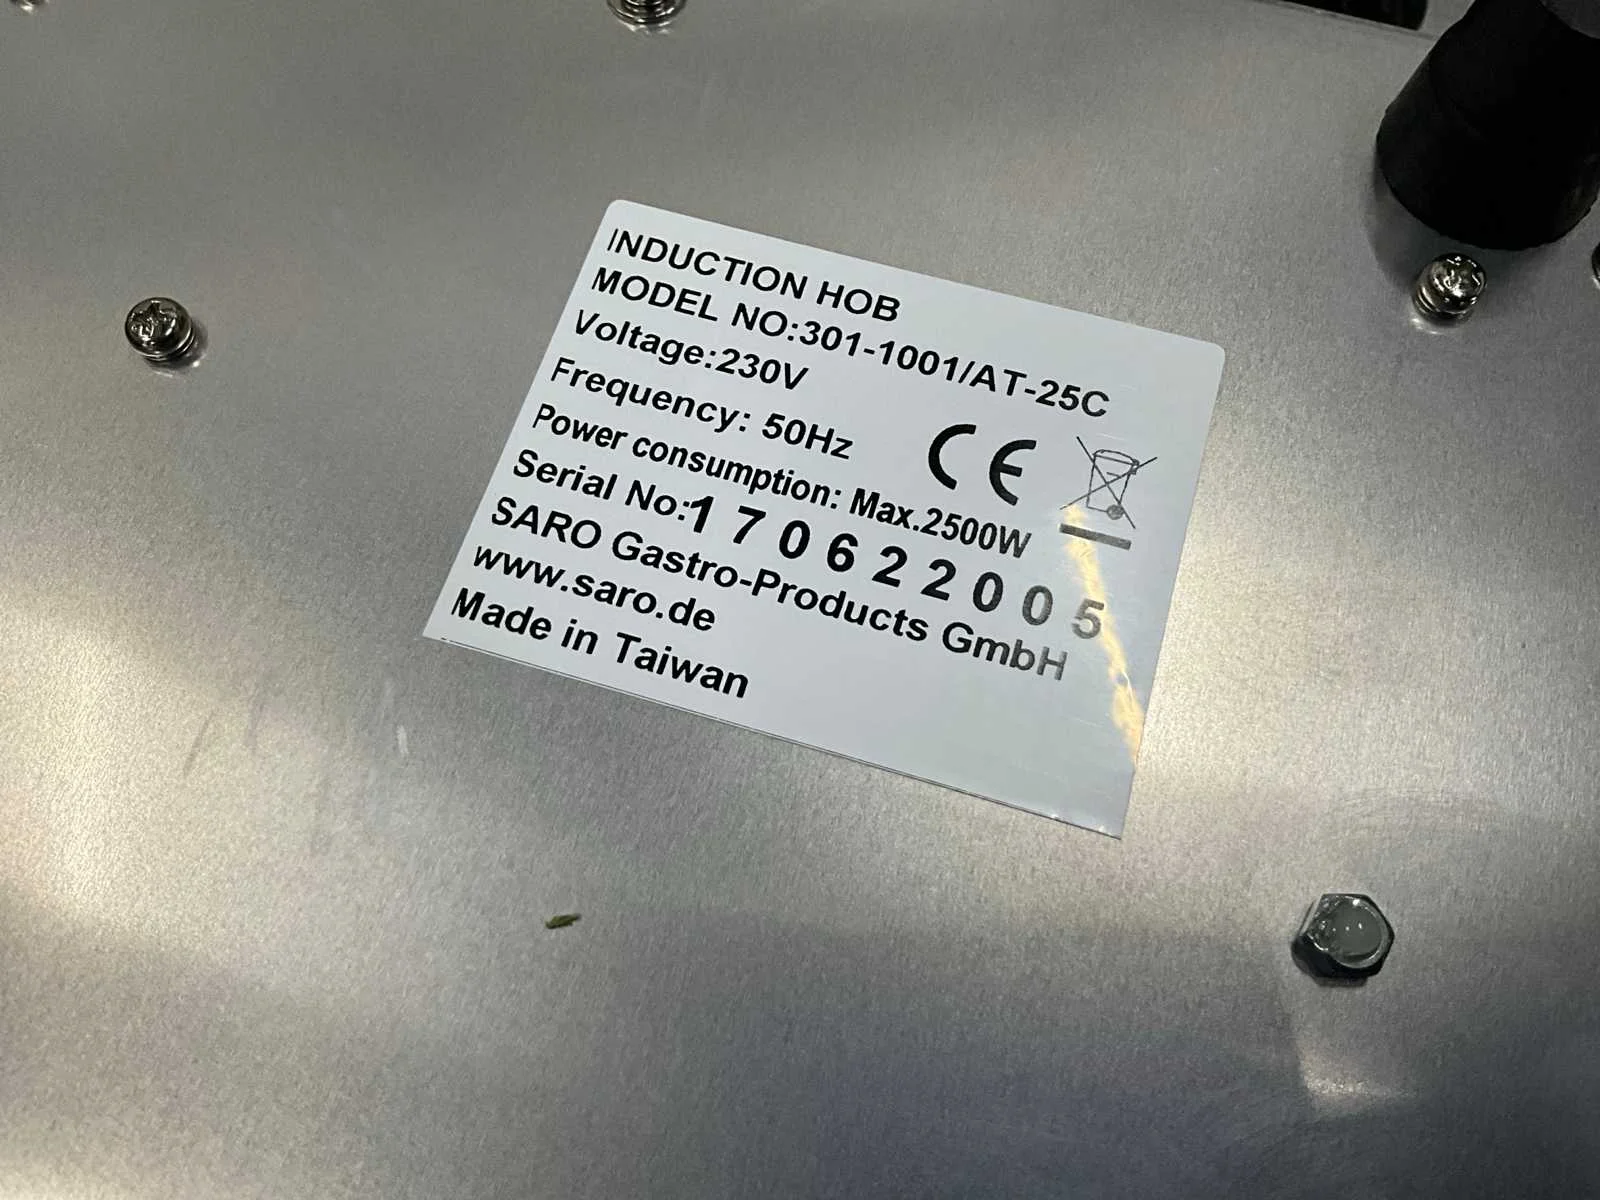 INDUCTION HOB
MODEL NO:301-1001/AT-25C
Voltage:230V
Frequency: 50Hz
CE
Power consumption: Max.2500W
Serial No:170622005
SARO Gastro-Products GmbH
www.saro.de
Made in Taiwan